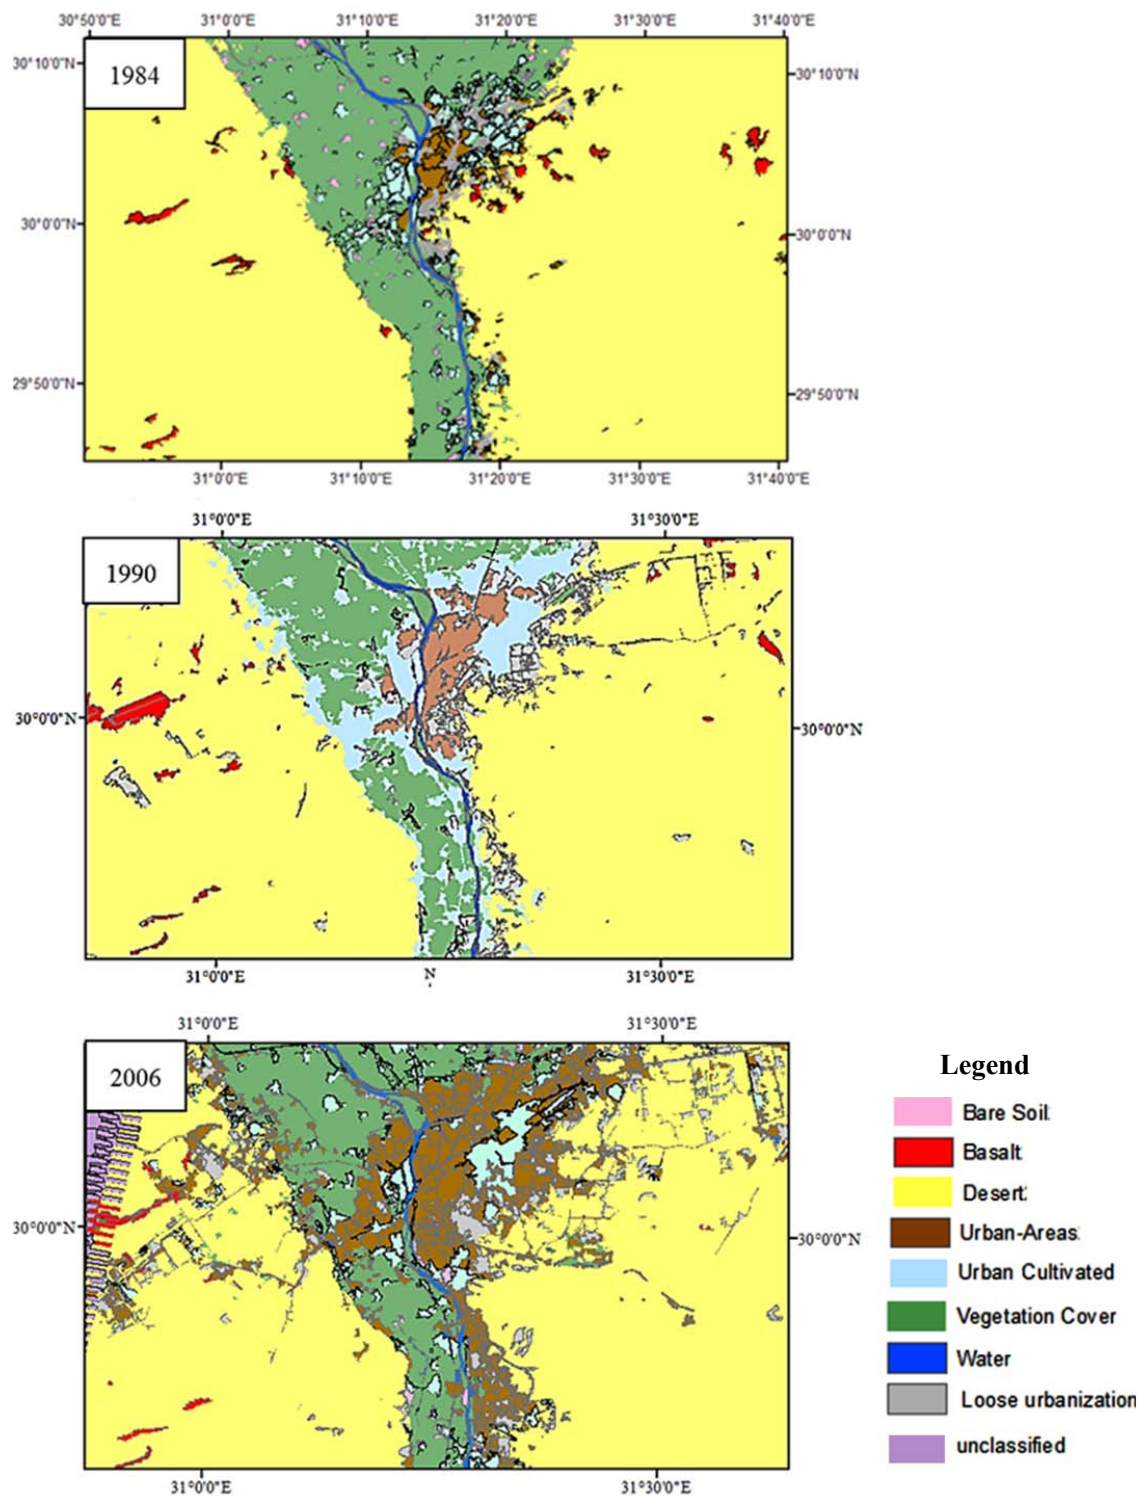 30°50'0"E 31°0'0"E 31°10'0"E 31°20'0"E 31°30'0"E 31°40'0"E
1984
30°10'0"N 30°10'0"N
30°0'0"N 30°0'0"N
29°50'0"N 29°50'0"N
31°0'0"E 31°10'0"E 31°20'0"E 31°30'0"E 31°40'0"E
31°0'0"E 31°30'0"E
1990
30°0'0"N 30°0'0"N
31°0'0"E N 31°30'0"E
31°0'0"E 31°30'0"E
2006
30°0'0"N 30°0'0"N
31°0'0"E 31°30'0"E
Legend
Bare Soil
Basalt
Desert
Urban-Areas
Urban Cultivated
Vegetation Cover
Water
Loose urbanization
unclassified